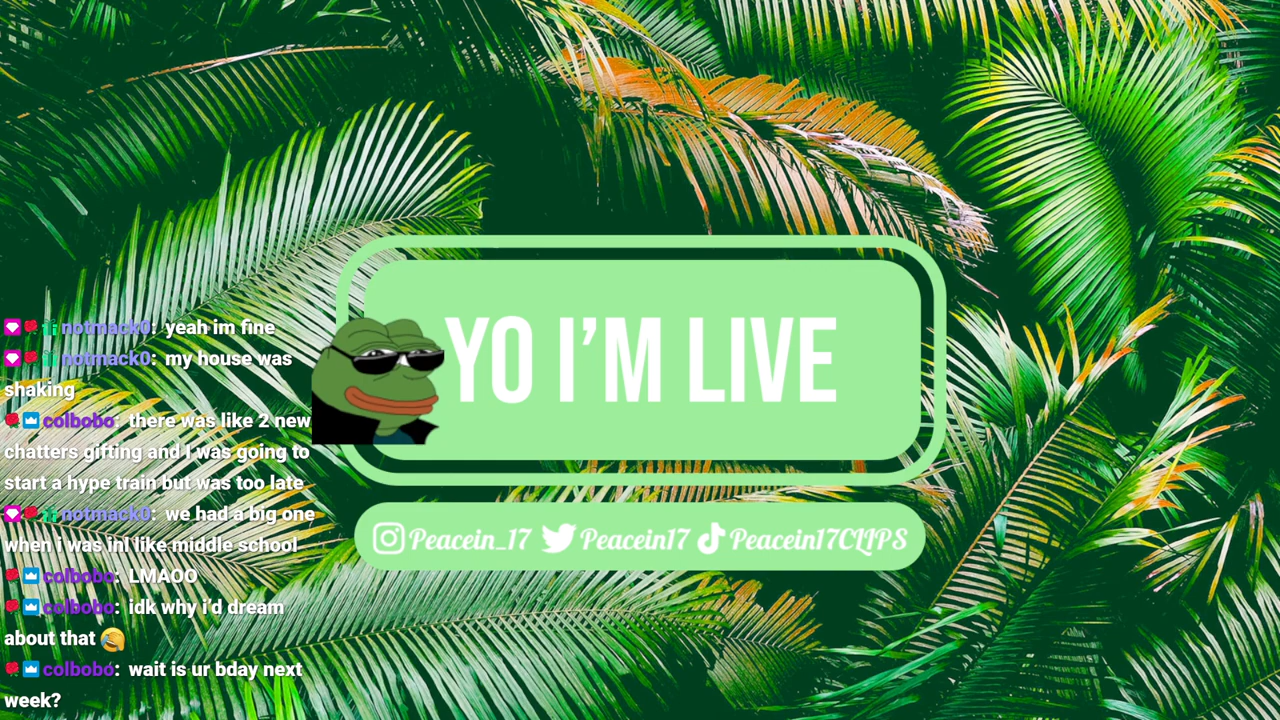 YO I’M LIVE
Peacein_17 Peacein17 Peacein17CLIPS
notmack0: yeah im fine
notmack0: my house was
shaking
colbobo: there was like 2 new
chatters gifting and I was going to
start a hype train but was too late
notmack0: we had a big one
when i was inl like middle school
colbobo: LMAOO
colbobo: idk why i'd dream
about that
colbobo: wait is ur bday next
week?